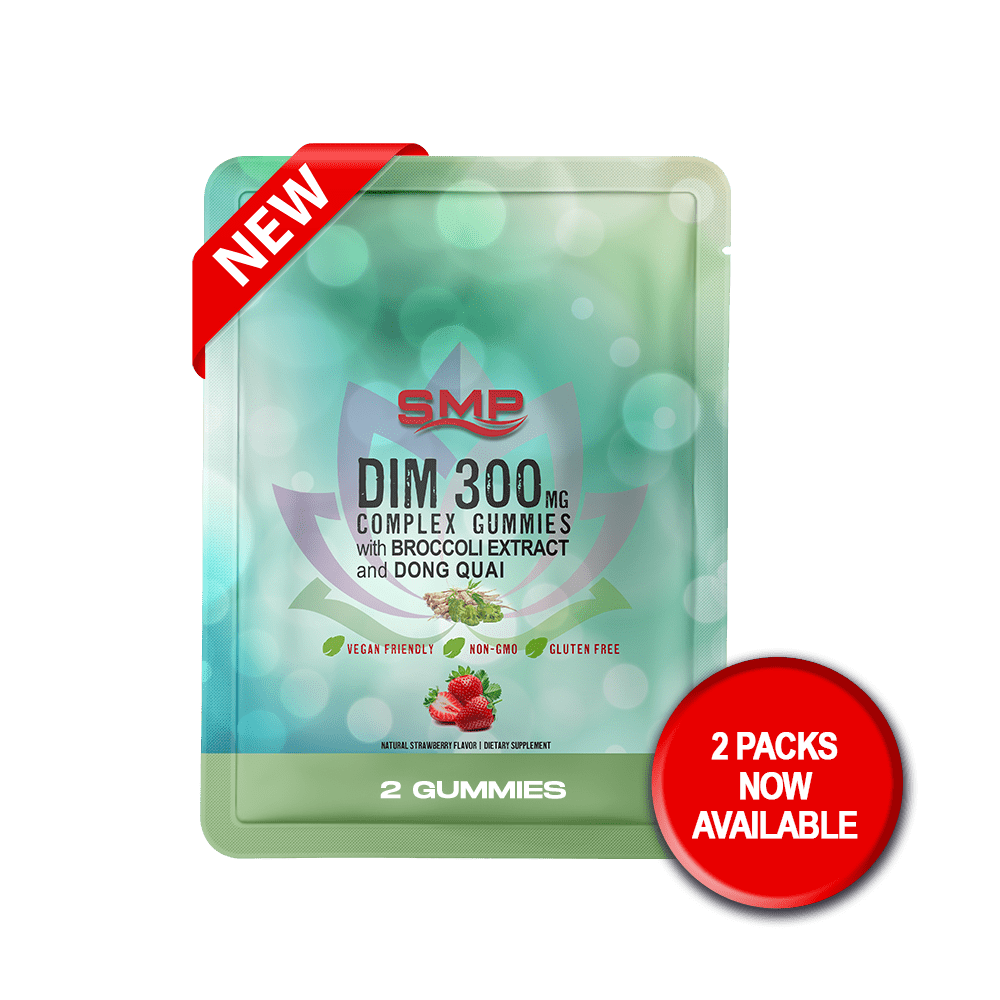 NEW
SMP
DIM 300MG
COMPLEX GUMMIES
with BROCCOLI EXTRACT
and DONG QUAI
VEGAN FRIENDLY NON-GMO GLUTEN FREE
NATURAL STRAWBERRY FLAVOR | DIETARY SUPPLEMENT
2 GUMMIES
2 PACKS
NOW
AVAILABLE